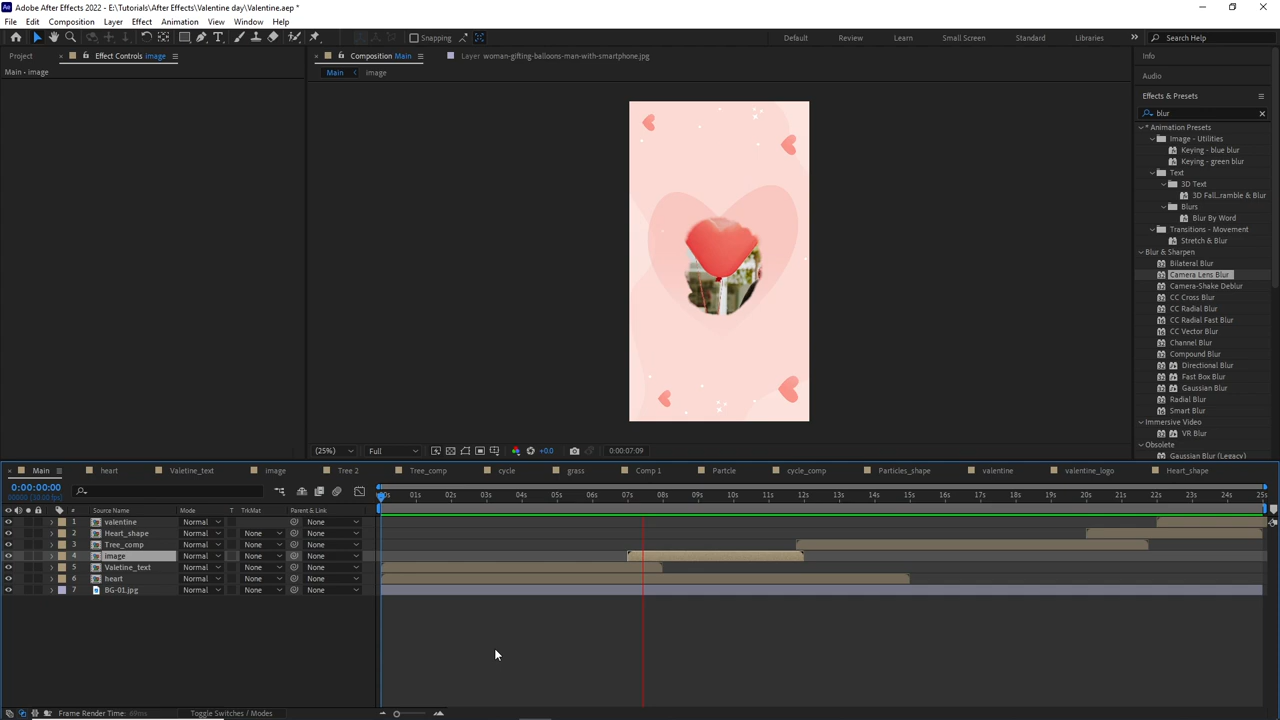 Adobe After Effects 2022 - E:\Tutorials\After Effects\Valentine day\Valentine.aep *
File Edit Composition Layer Effect Animation View Window Help
Snapping
Default Review Learn Small Screen Standard Libraries Search Help
Project Effect Controls image
Main • image
Composition Main Layer woman-gifting-balloons-man-with-smartphone.jpg
Main image
Info
Audio
Effects & Presets
blur
* Animation Presets
Image - Utilities
Keying - blue blur
Keying - green blur
Text
3D Text
3D Fall...ramble & Blur
Blurs
Blur By Word
Transitions - Movement
Stretch & Blur
Blur & Sharpen
Bilateral Blur
Camera Lens Blur
Camera-Shake Deblur
CC Cross Blur
CC Radial Blur
CC Radial Fast Blur
CC Vector Blur
Channel Blur
Compound Blur
Directional Blur
Fast Box Blur
Gaussian Blur
Radial Blur
Smart Blur
Immersive Video
VR Blur
Obsolete
Gaussian Blur (Legacy)
(25%) Full +0.0 0:00:07:09
Main heart Valetine_text image Tree 2 Tree_comp cycle grass Comp 1 Partcle cycle_comp Particles_shape valentine valentine_logo Heart_shape
0:00:00:00
00000 (30.00 fps)
:00s 01s 02s 03s 04s 05s 06s 07s 08s 09s 10s 11s 12s 13s 14s 15s 16s 17s 18s 19s 20s 21s 22s 23s 24s 25s
# Source Name Mode T TrkMat Parent & Link
1 valentine Normal None
2 Heart_shape Normal None None
3 Tree_comp Normal None None
4 image Normal None None
5 Valetine_text Normal None None
6 heart Normal None None
7 BG-01.jpg Normal None None
Frame Render Time: 69ms Toggle Switches / Modes